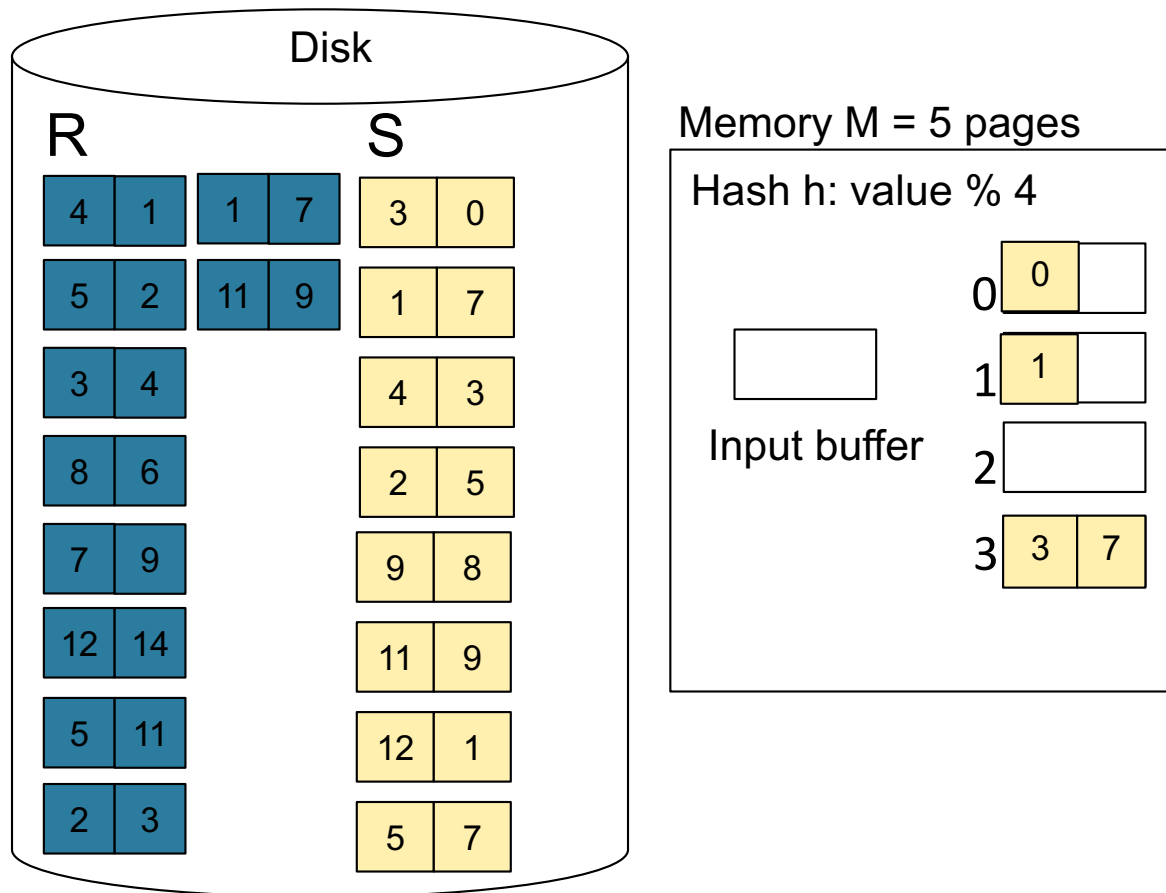 Disk
R S
Memory M = 5 pages
Hash h: value % 4
4 1 1 7 3 0
5 2 11 9 1 7
3 4 4 3
8 6 2 5
7 9 9 8
12 14 11 9
5 11 12 1
2 3 5 7
0 0
1 1
Input buffer
2
3 3 7